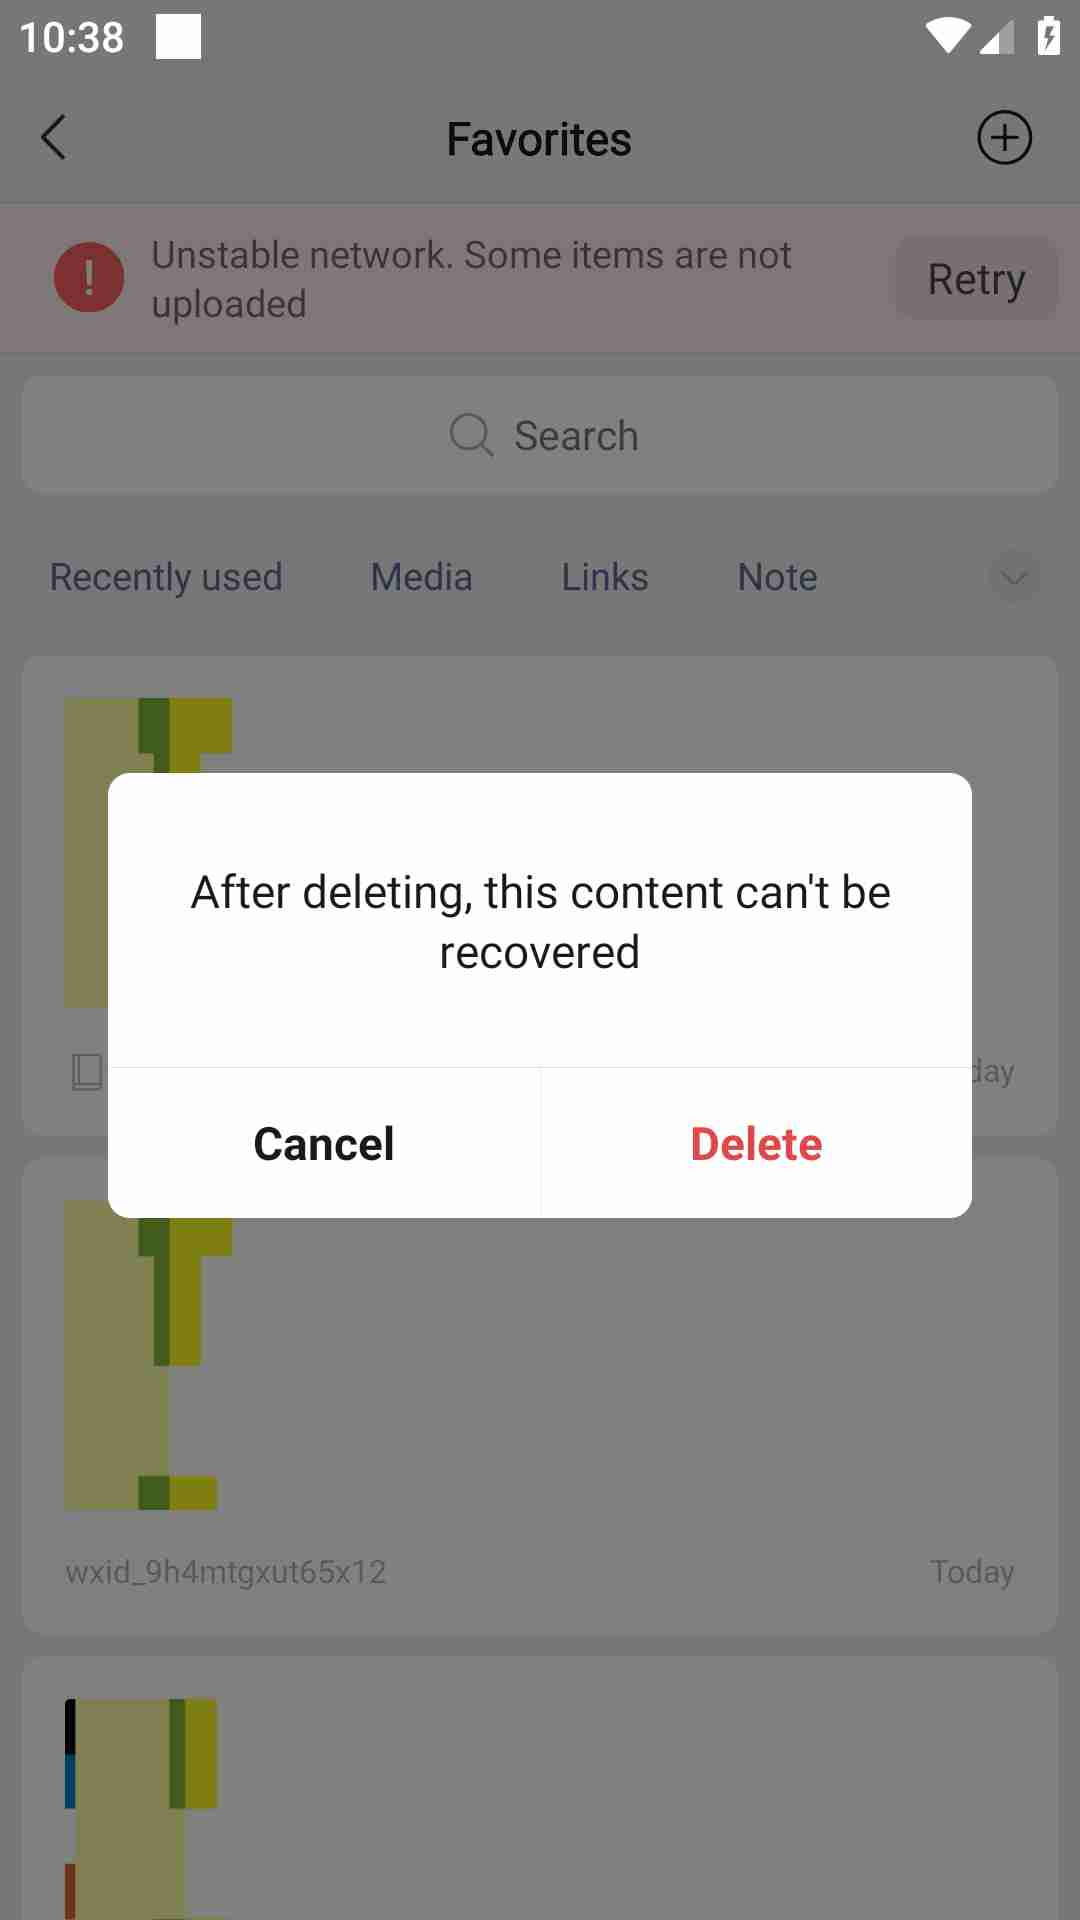 10:38
Favorites
Unstable network. Some items are not
uploaded
Retry
Search
Recently used
Media
Links
Note
After deleting, this content can't be
recovered
day
Cancel
Delete
wxid_9h4mtgxut65x12
Today